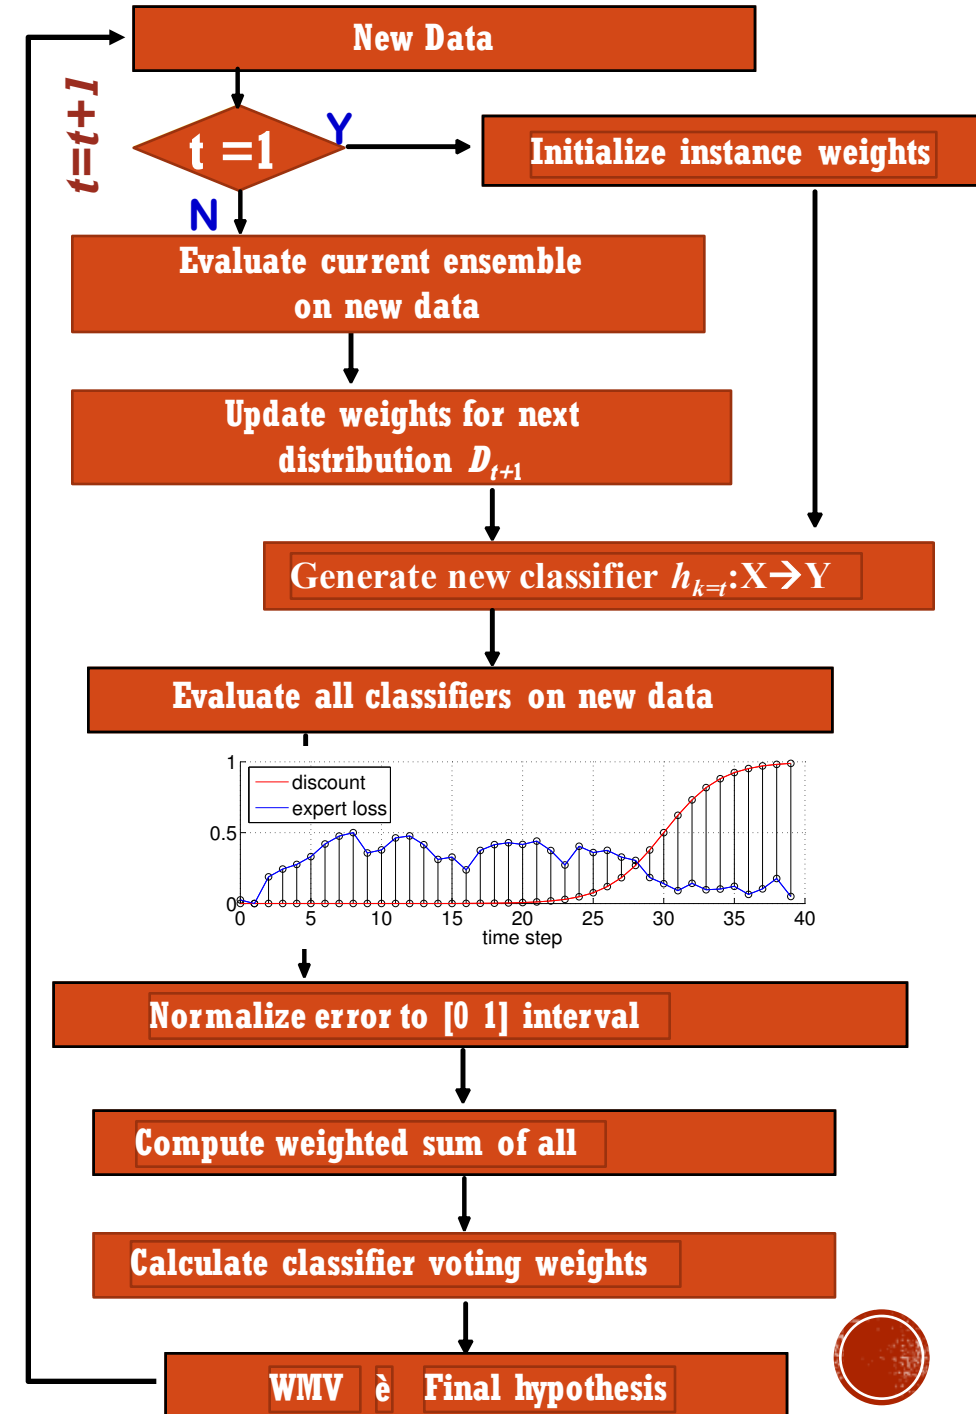 New Data
t=t+1
t =1
Y
Initialize instance weights
N
Evaluate current ensemble
on new data
Update weights for next
distribution Dt+1
Generate new classifier hk=t:X→Y
Evaluate all classifiers on new data
1
discount
expert loss
0.5
0
0 5 10 15 20 25 30 35 40
time step
Normalize error to [0 1] interval
Compute weighted sum of all
Calculate classifier voting weights
WMV è Final hypothesis